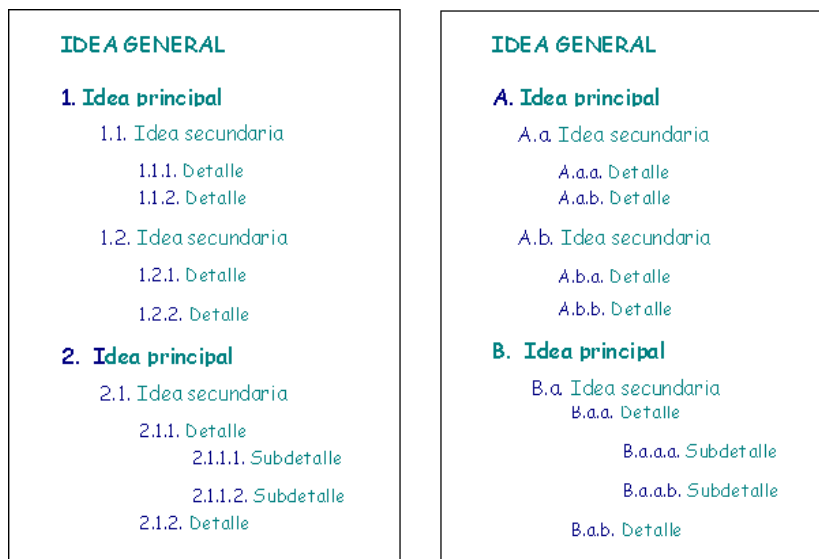 IDEA GENERAL
1. Idea principal
1.1. Idea secundaria
1.1.1. Detalle
1.1.2. Detalle
1.2. Idea secundaria
1.2.1. Detalle
1.2.2. Detalle
2. Idea principal
2.1. Idea secundaria
2.1.1. Detalle
2.1.1.1. Subdetalle
2.1.1.2. Subdetalle
2.1.2. Detalle
IDEA GENERAL
A. Idea principal
A.a. Idea secundaria
A.a.a. Detalle
A.a.b. Detalle
A.b. Idea secundaria
A.b.a. Detalle
A.b.b. Detalle
B. Idea principal
B.a. Idea secundaria
B.a.a. Detalle
B.a.a.a. Subdetalle
B.a.a.b. Subdetalle
B.a.b. Detalle